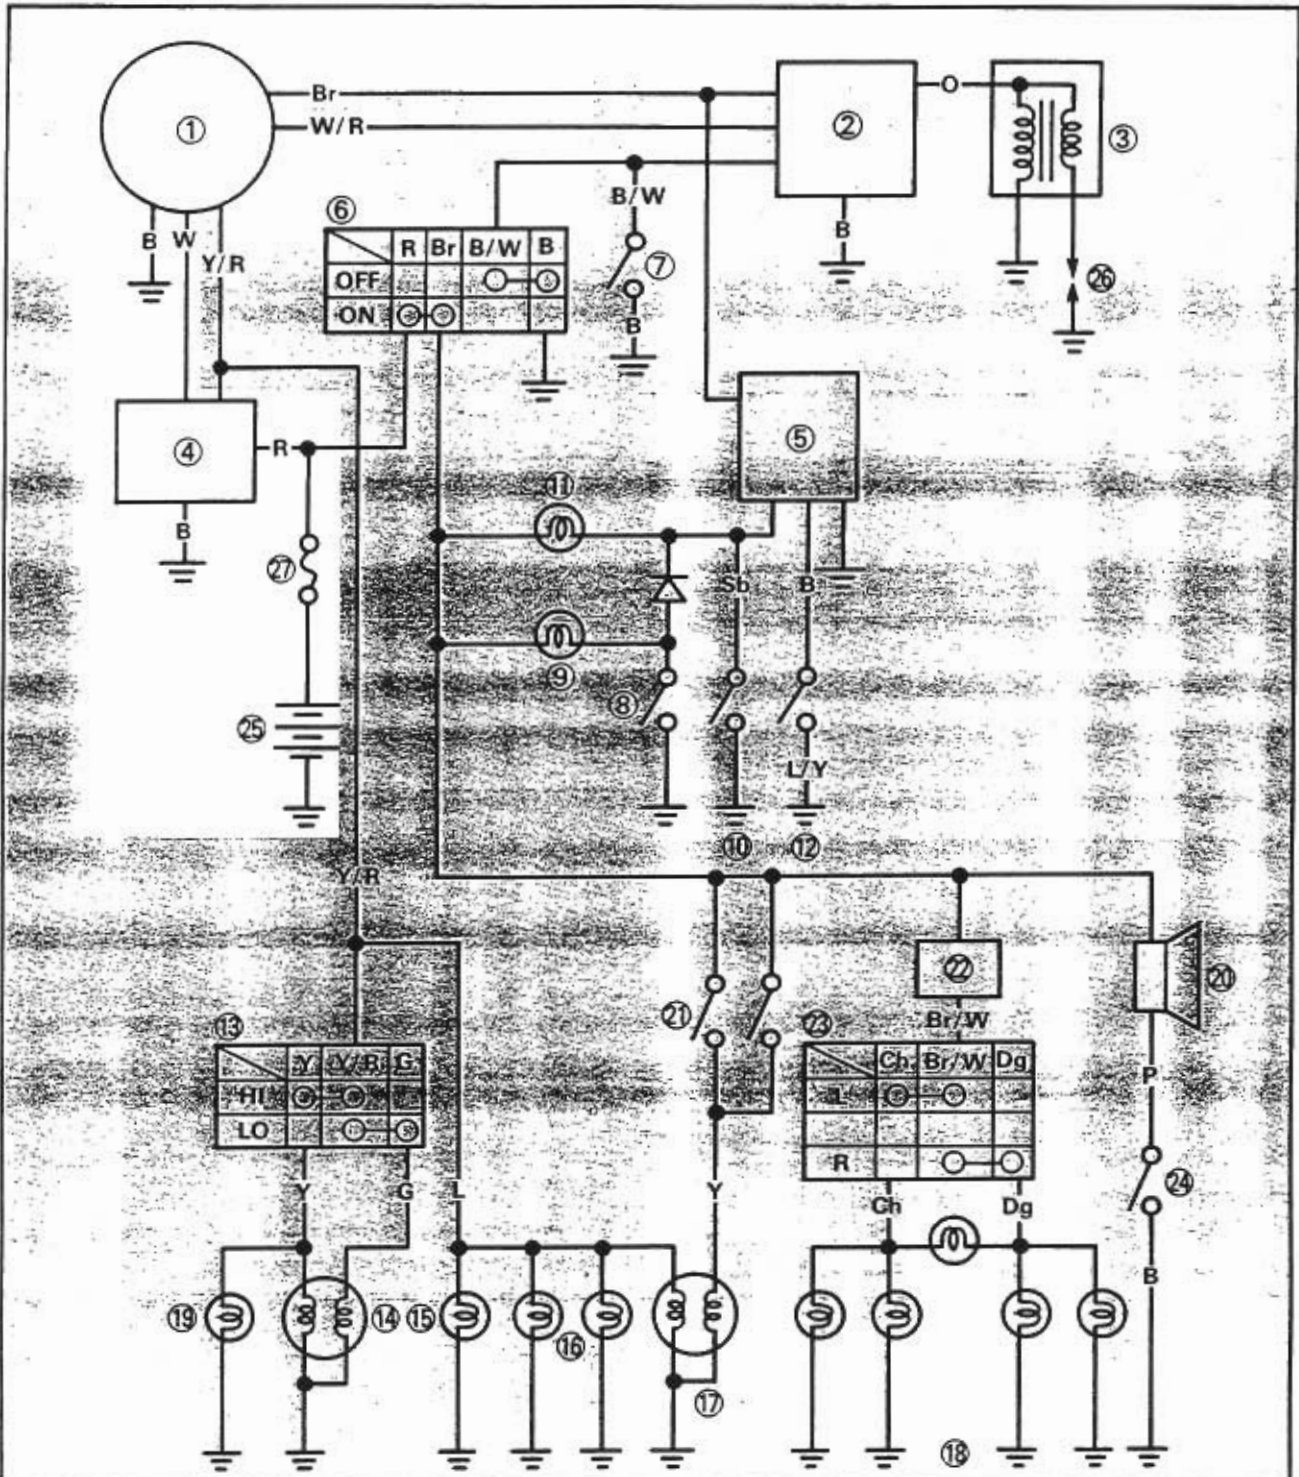 Br
W/R
①
②
O
③
B/W
B
W
Y/R
⑥
R Br B/W B
OFF
ON
⑦
B
B
㉖
④
R
⑤
B
⑪
㉗
Sb
B
⑨
⑧
㉕
L/Y
⑩
⑫
Y/R
㉑
㉒
⑳
Br/W
⑬
Y Y/R G
HI
LO
㉓
Ch Br/W Dg
L
R
P
㉔
Y
G
L
Y
Ch
Dg
B
⑲
⑭
⑮
⑯
⑰
⑱